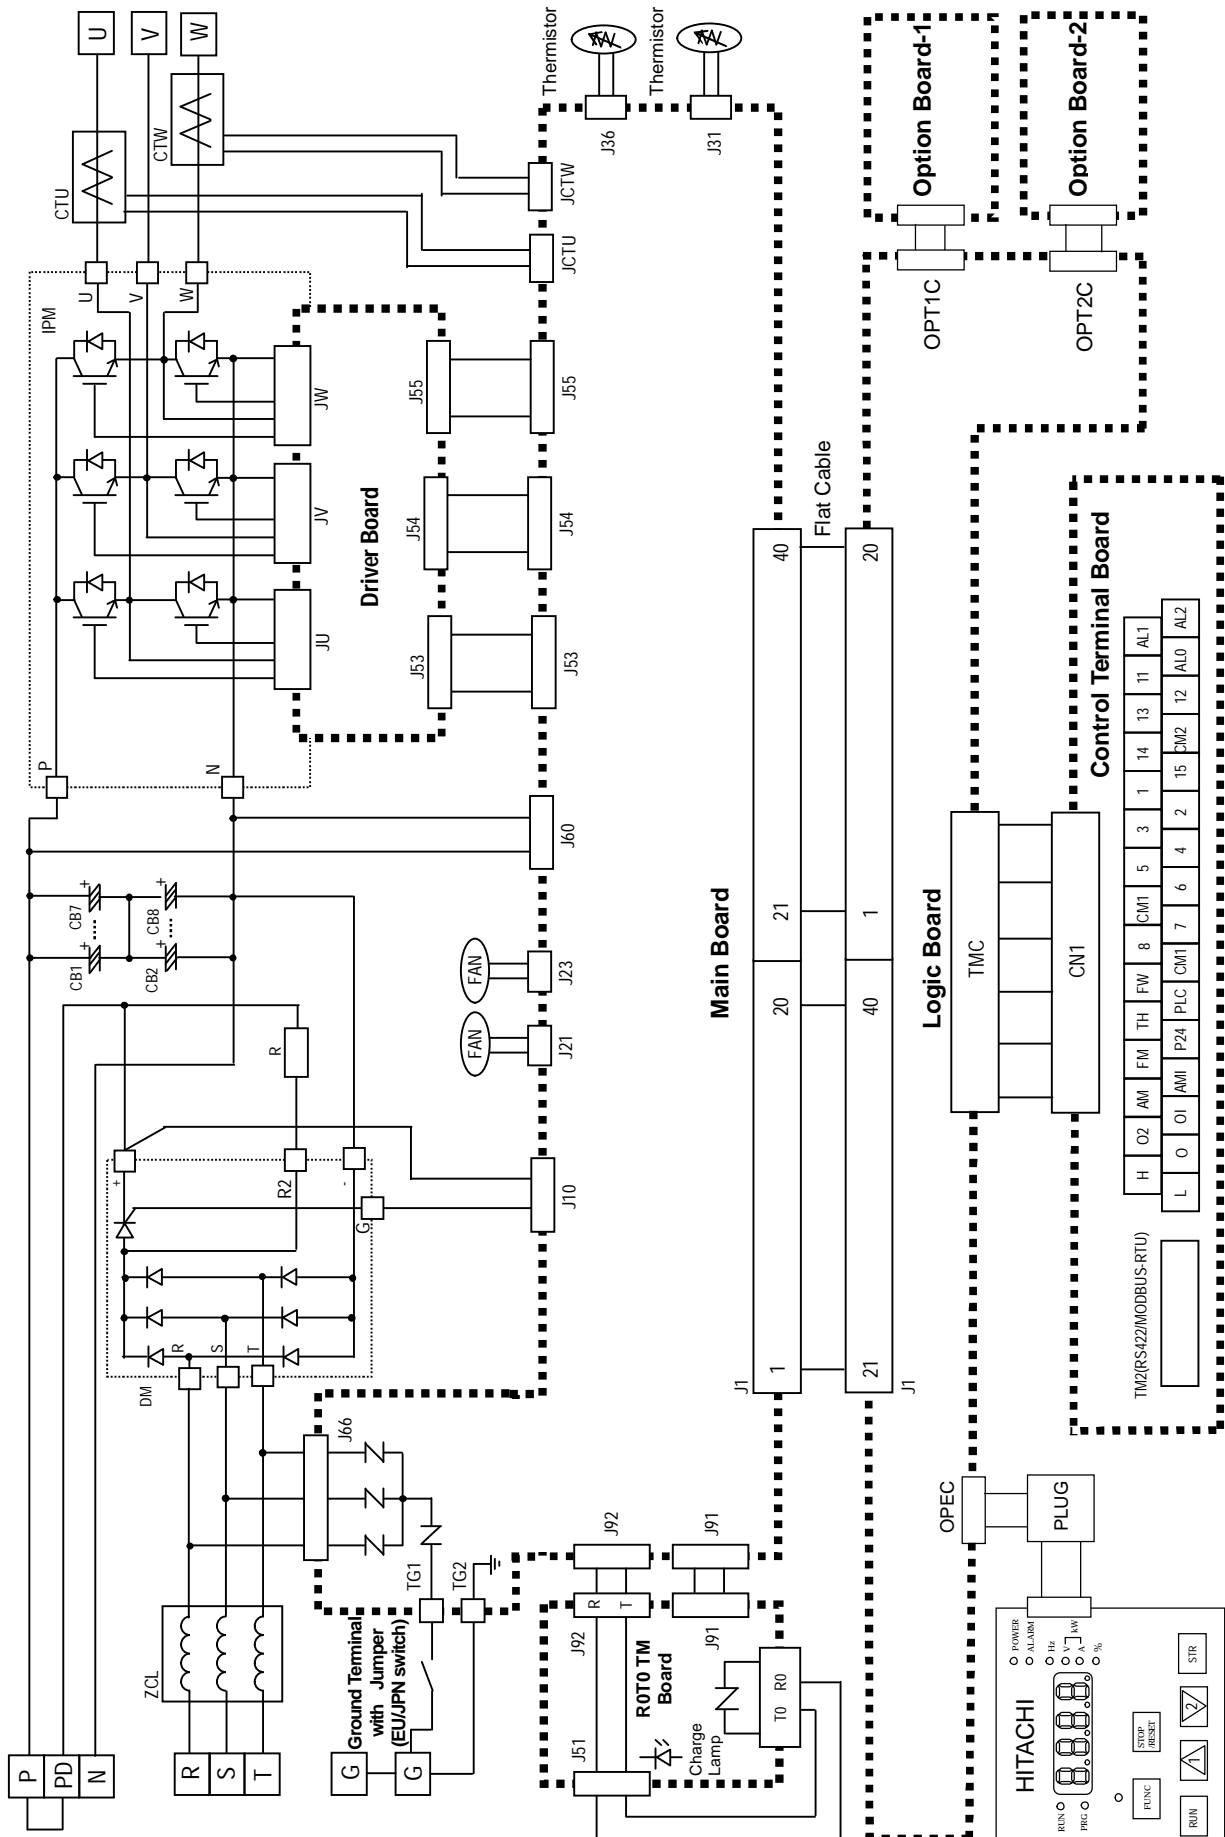 U
V
W
CTU
CTW
Thermistor
Thermistor
J36
J31
JCTW
JCTU
IPM
U
V
W
P
N
JW
JV
JU
Driver Board
J55
J54
J53
J55
J54
J53
J60
CB1
CB7
CB2
CB8
+
+
+
+
FAN
FAN
J23
J21
J10
R
R2
+
-
G
DM
R
S
T
J66
ZCL
P
PD
N
R
S
T
G
G
TG1
TG2
Ground Terminal
with Jumper
(EU/JPN switch)
J92
J91
J92
J91
R
T
R0T0 TM
Board
J51
Charge
Lamp
T0
R0
Main Board
J1
1
20
21
40
Flat Cable
J1
21
40
1
20
Option Board-1
Option Board-2
OPT1C
OPT2C
Logic Board
TMC
CN1
Control Terminal Board
H
O2
AM
FM
TH
FW
8
CM1
5
3
1
14
13
11
AL1
L
O
OI
AMI
P24
PLC
CM1
7
6
4
2
15
CM2
12
AL0
AL2
TM2(RS422/MODBUS-RTU)
OPEC
PLUG
HITACHI
POWER
ALARM
Hz
V
A
kW
%
RUN
PRG
8888
FUNC
STOP
/RESET
RUN
1
2
STR